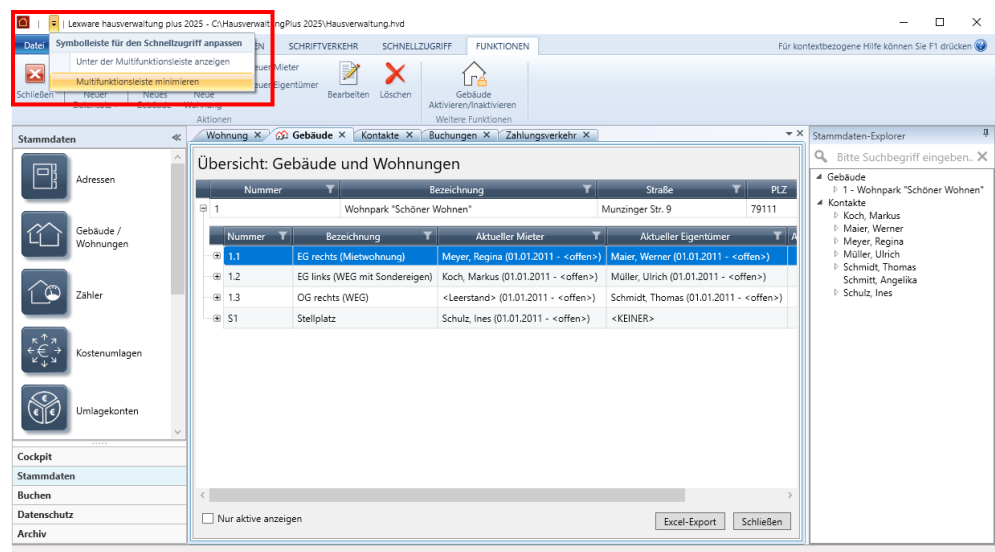 Lexware hausverwaltung plus 2025 - C:\HausverwaltungPlus 2025\Hausverwaltung.hvd
Datei
Symbolleiste für den Schnellzugriff anpassen
SCHRIFTVERKEHR
SCHNELLZUGRIFF
FUNKTIONEN
Für kontextbezogene Hilfe können Sie F1 drücken
Unter der Multifunktionsleiste anzeigen
Multifunktionsleiste minimieren
Schließen
Neuer
Datensatz
Neues
Gebäude
Neue
Wohnung
Bearbeiten
Löschen
Gebäude
Aktivieren/Inaktivieren
Aktionen
Weitere Funktionen
Stammdaten
Wohnung
Gebäude
Kontakte
Buchungen
Zahlungsverkehr
Stammdaten-Explorer
Adressen
Gebäude /
Wohnungen
Zähler
Kostenumlagen
Umlagekonten
Cockpit
Stammdaten
Buchen
Datenschutz
Archiv
Übersicht: Gebäude und Wohnungen
Nummer Bezeichnung Straße PLZ
1 Wohnpark "Schöner Wohnen" Munzinger Str. 9 79111
Nummer Bezeichnung Aktueller Mieter Aktueller Eigentümer A
1.1 EG rechts (Mietwohnung) Meyer, Regina (01.01.2011 - <offen>) Maier, Werner (01.01.2011 - <offen>)
1.2 EG links (WEG mit Sondereigen) Koch, Markus (01.01.2011 - <offen>) Müller, Ulrich (01.01.2011 - <offen>)
1.3 OG rechts (WEG) <Leerstand> (01.01.2011 - <offen>) Schmidt, Thomas (01.01.2011 - <offen>)
S1 Stellplatz Schulz, Ines (01.01.2011 - <offen>) <KEINER>
Nur aktive anzeigen
Excel-Export
Schließen
Bitte Suchbegriff eingeben..
Gebäude
1 - Wohnpark "Schöner Wohnen"
Kontakte
Koch, Markus
Maier, Werner
Meyer, Regina
Müller, Ulrich
Schmidt, Thomas
Schmitt, Angelika
Schulz, Ines